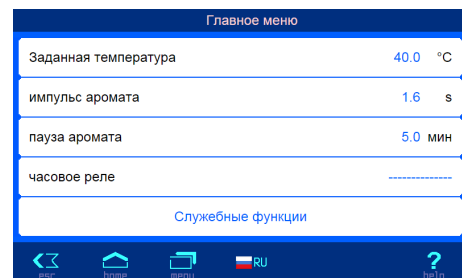 Главное меню
Заданная температура 40.0 °C
импульс аромата 1.6 s
пауза аромата 5.0 мин
часовое реле --------------
Служебные функции
esc home menu RU ? help